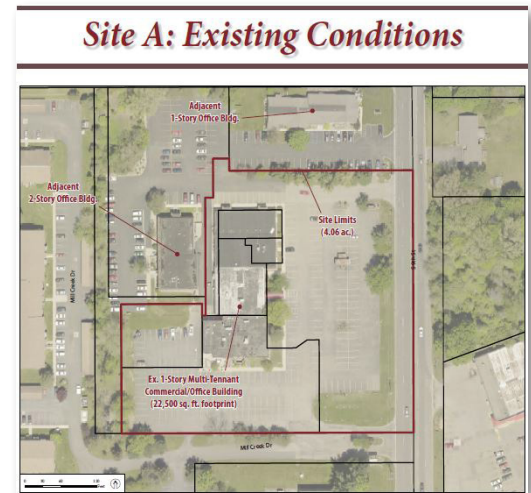 Site A: Existing Conditions
Adjacent
1-Story Office Bldg.
Adjacent
2-Story Office Bldg.
Site Limits
(4.06 ac.)
Mill Creek Dr
Ex. 1-Story Multi-Tennant
Commercial/Office Building
(22,500 sq. ft. footprint)
Mill Creek Dr